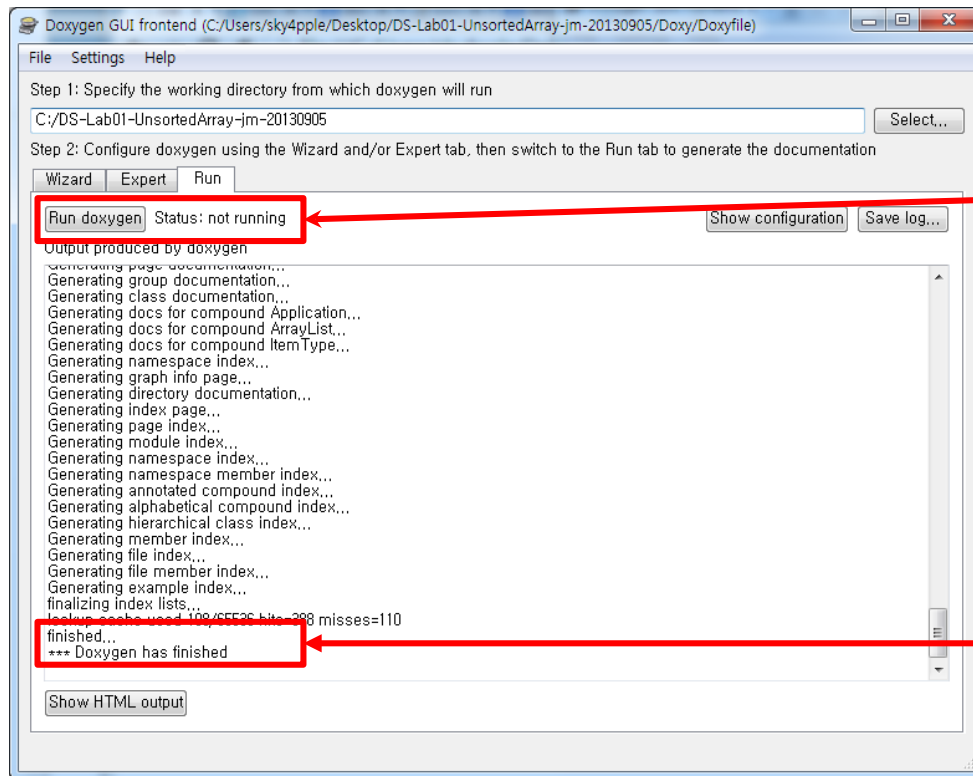 Doxygen GUI frontend (C:/Users/sky4pple/Desktop/DS-Lab01-UnsortedArray-jm-20130905/Doxy/Doxyfile)
File Settings Help
Step 1: Specify the working directory from which doxygen will run
C:/DS-Lab01-UnsortedArray-jm-20130905
Select...
Step 2: Configure doxygen using the Wizard and/or Expert tab, then switch to the Run tab to generate the documentation
Wizard Expert Run
Run doxygen Status: not running Show configuration Save log...
Output produced by doxygen
Generating page documentation...
Generating group documentation...
Generating class documentation...
Generating docs for compound Application...
Generating docs for compound ArrayList...
Generating docs for compound ItemType...
Generating namespace index...
Generating graph info page...
Generating directory documentation...
Generating index page...
Generating page index...
Generating module index...
Generating namespace index...
Generating namespace member index...
Generating annotated compound index...
Generating alphabetical compound index...
Generating hierarchical class index...
Generating member index...
Generating file index...
Generating file member index...
Generating example index...
finalizing index lists...
lookup cache used misses=110
finished...
*** Doxygen has finished
Show HTML output